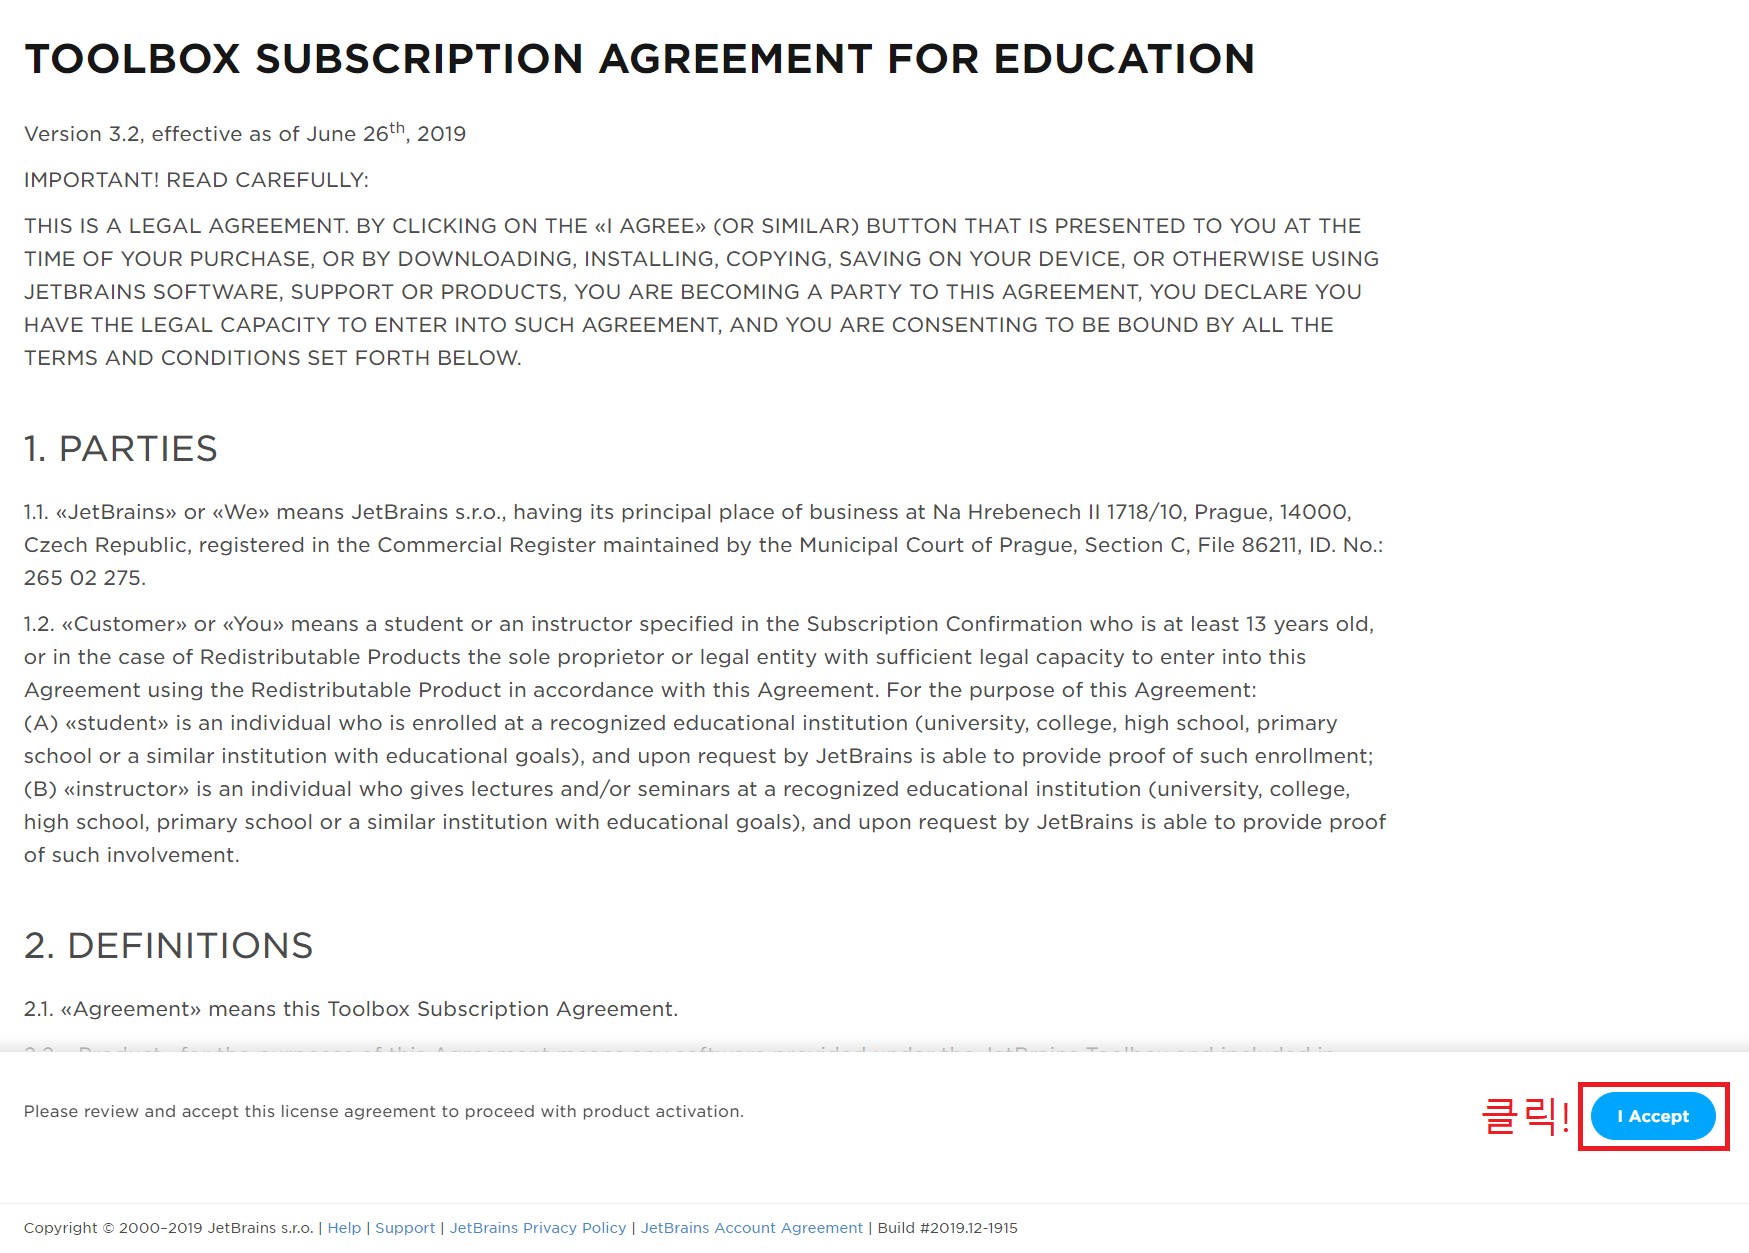 TOOLBOX SUBSCRIPTION AGREEMENT FOR EDUCATION
Version 3.2, effective as of June 26th, 2019
IMPORTANT! READ CAREFULLY:
THIS IS A LEGAL AGREEMENT. BY CLICKING ON THE «I AGREE» (OR SIMILAR) BUTTON THAT IS PRESENTED TO YOU AT THE
TIME OF YOUR PURCHASE, OR BY DOWNLOADING, INSTALLING, COPYING, SAVING ON YOUR DEVICE, OR OTHERWISE USING
JETBRAINS SOFTWARE, SUPPORT OR PRODUCTS, YOU ARE BECOMING A PARTY TO THIS AGREEMENT, YOU DECLARE YOU
HAVE THE LEGAL CAPACITY TO ENTER INTO SUCH AGREEMENT, AND YOU ARE CONSENTING TO BE BOUND BY ALL THE
TERMS AND CONDITIONS SET FORTH BELOW.
1. PARTIES
1.1. «JetBrains» or «We» means JetBrains s.r.o., having its principal place of business at Na Hrebenech II 1718/10, Prague, 14000,
Czech Republic, registered in the Commercial Register maintained by the Municipal Court of Prague, Section C, File 86211, ID. No.:
265 02 275.
1.2. «Customer» or «You» means a student or an instructor specified in the Subscription Confirmation who is at least 13 years old,
or in the case of Redistributable Products the sole proprietor or legal entity with sufficient legal capacity to enter into this
Agreement using the Redistributable Product in accordance with this Agreement. For the purpose of this Agreement:
(A) «student» is an individual who is enrolled at a recognized educational institution (university, college, high school, primary
school or a similar institution with educational goals), and upon request by JetBrains is able to provide proof of such enrollment;
(B) «instructor» is an individual who gives lectures and/or seminars at a recognized educational institution (university, college,
high school, primary school or a similar institution with educational goals), and upon request by JetBrains is able to provide proof
of such involvement.
2. DEFINITIONS
2.1. «Agreement» means this Toolbox Subscription Agreement.
Please review and accept this license agreement to proceed with product activation.
클릭!
I Accept
Copyright © 2000–2019 JetBrains s.r.o. | Help | Support | JetBrains Privacy Policy | JetBrains Account Agreement | Build #2019.12-1915